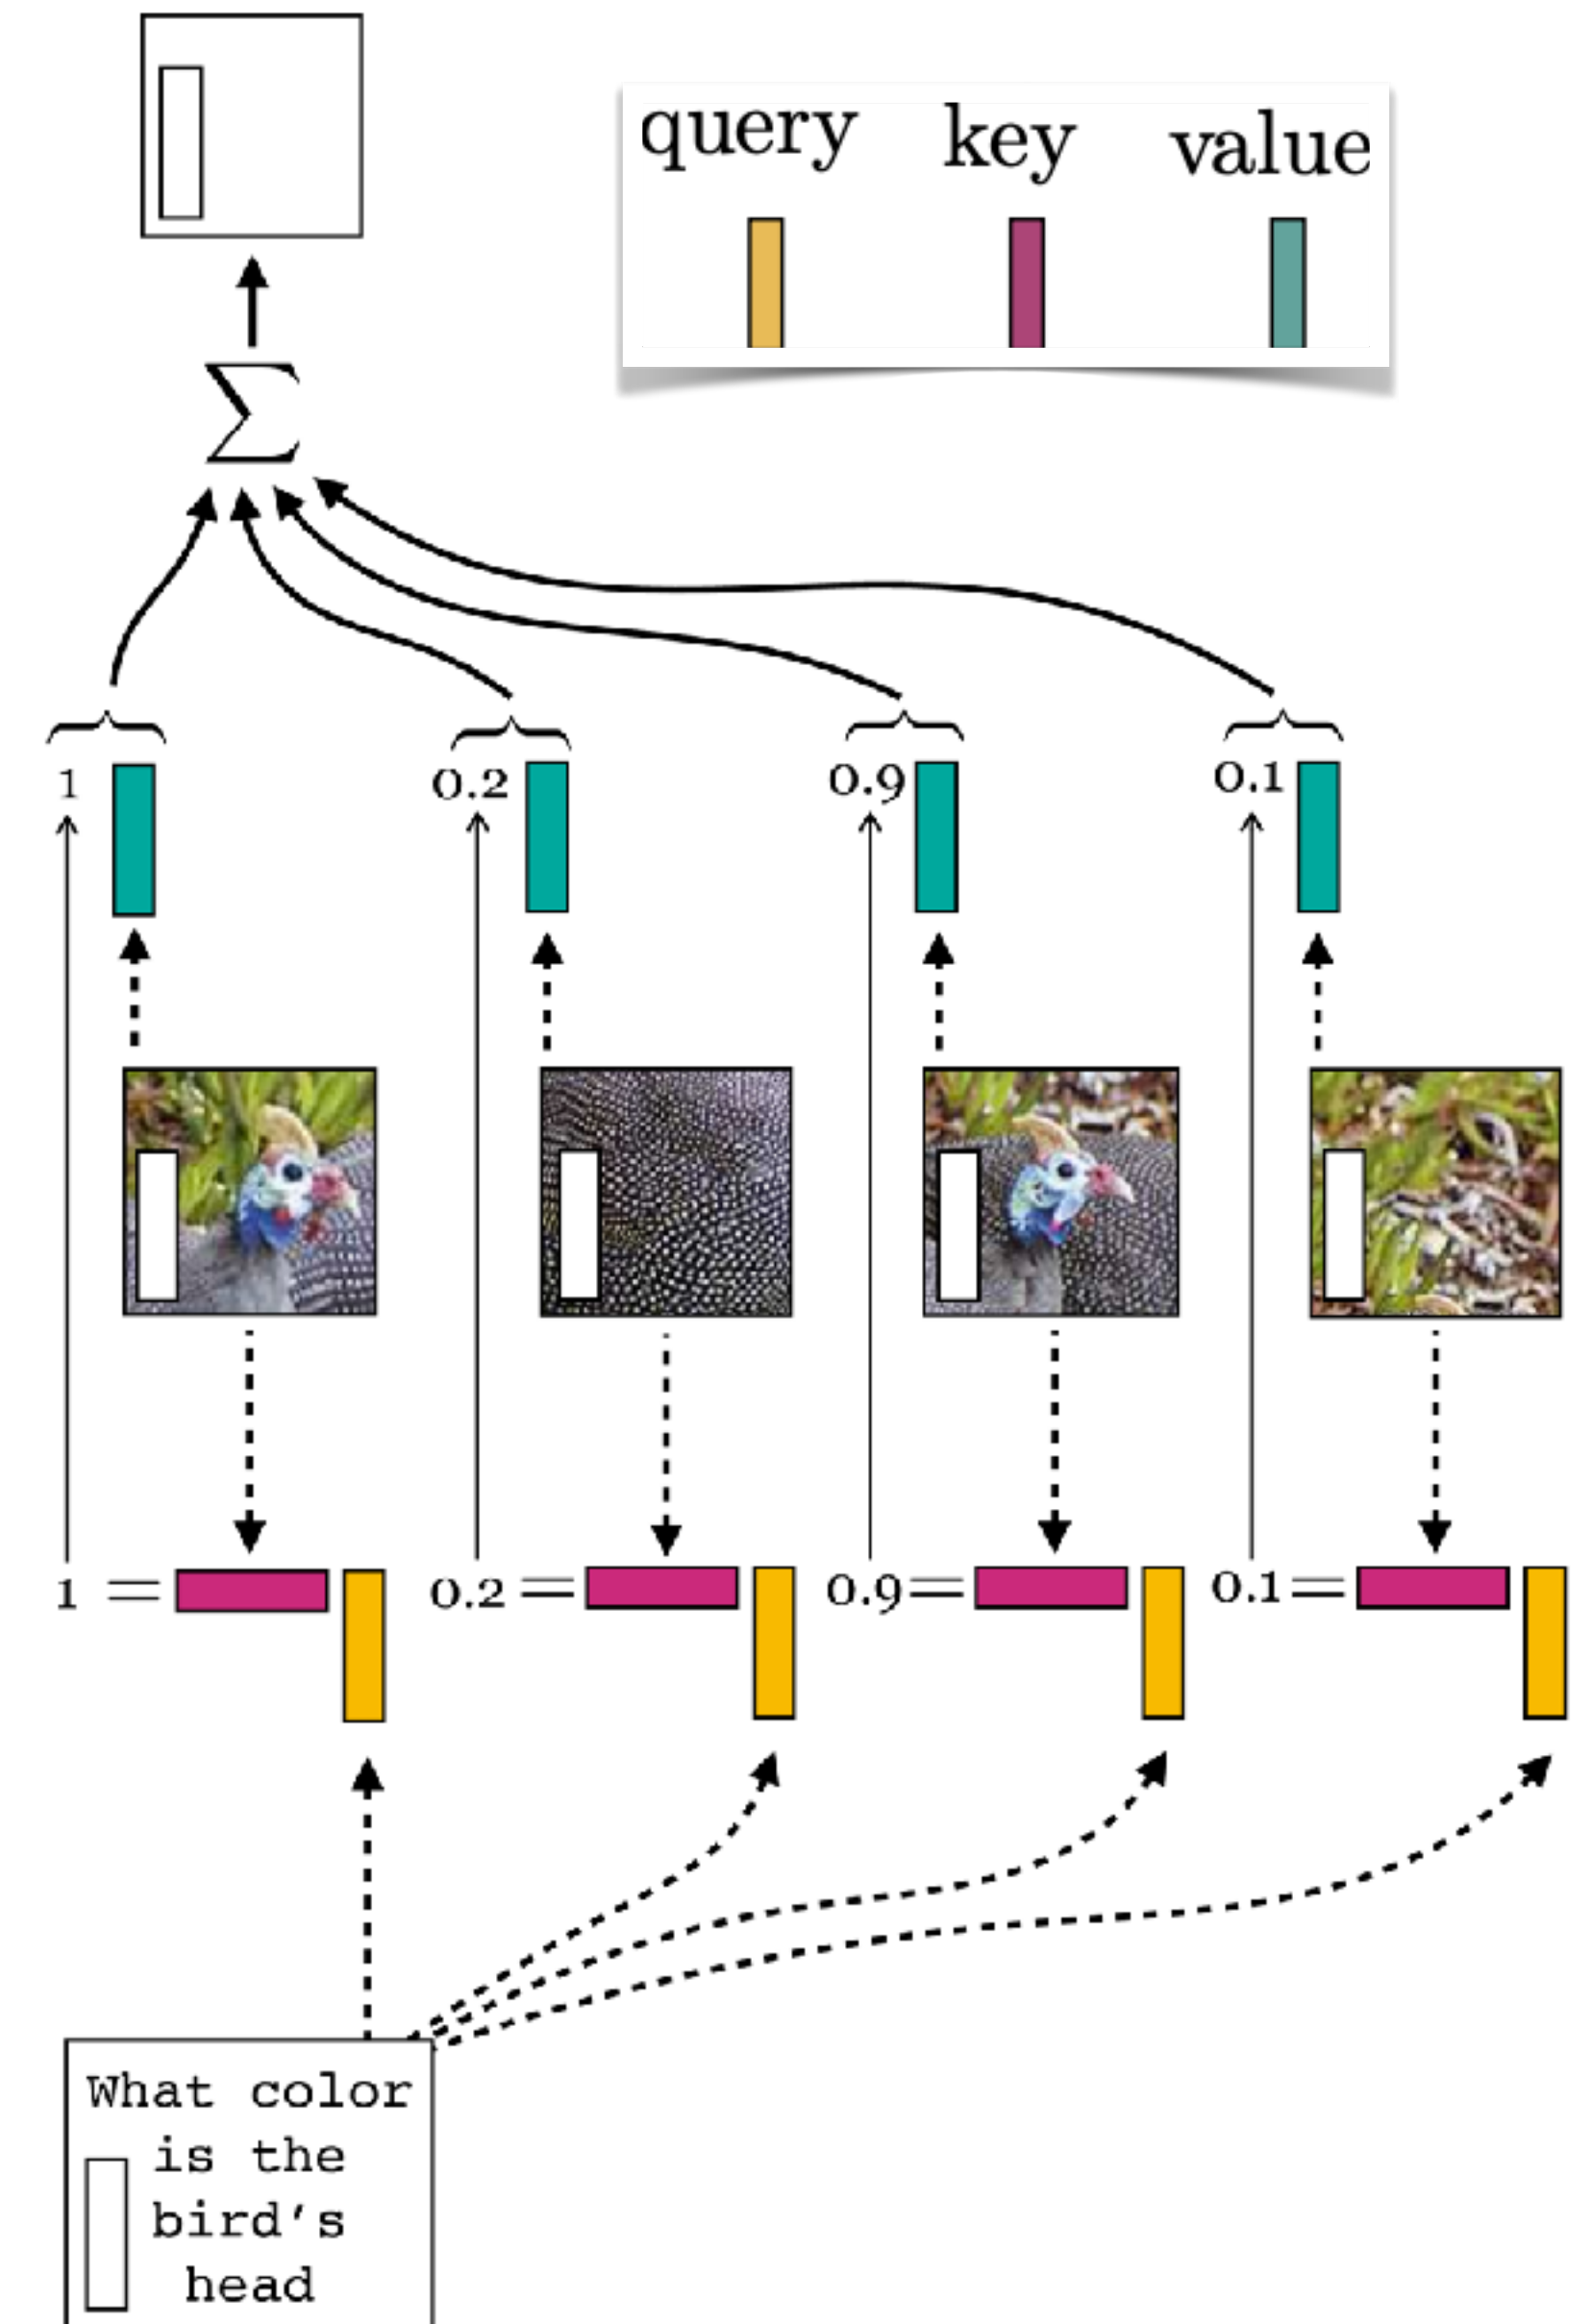 query key value
Σ
1 0.2 0.9 0.1
1 = 0.2 = 0.9 = 0.1 =
What color
is the
bird's
head